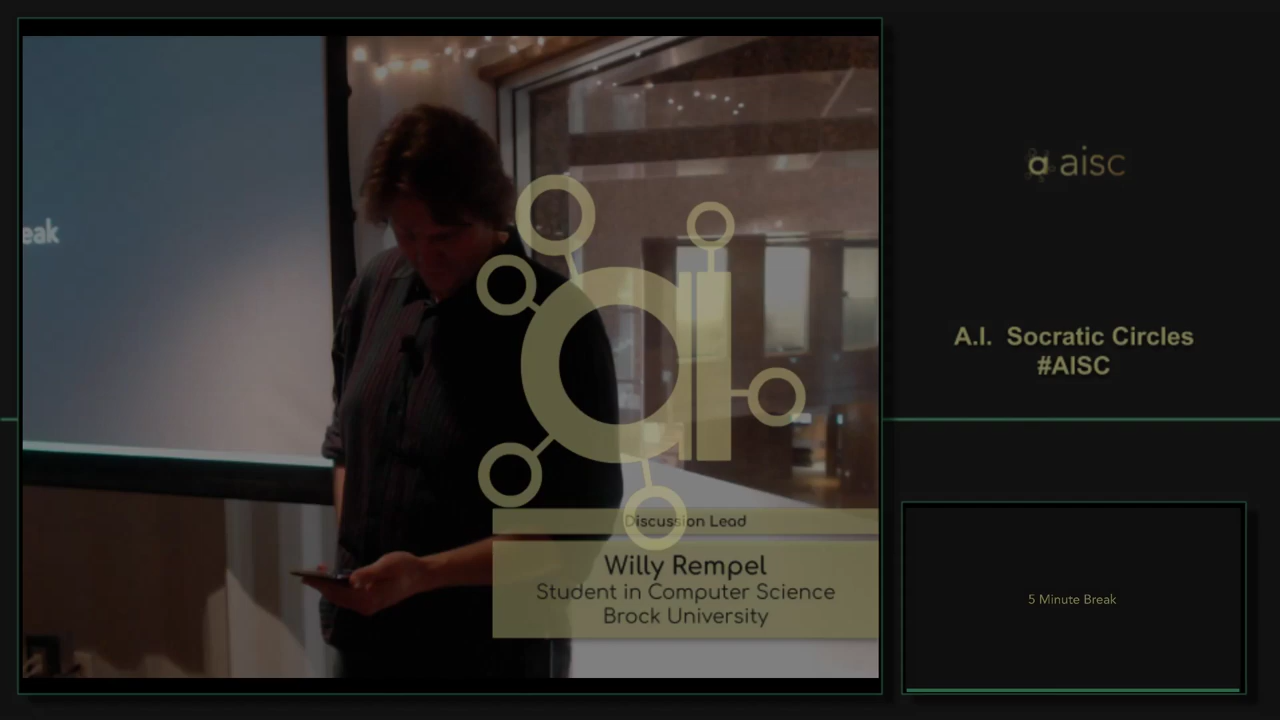 eak
Discussion Lead
Willy Rempel
Student in Computer Science
Brock University
aisc
A.I. Socratic Circles
#AISC
5 Minute Break